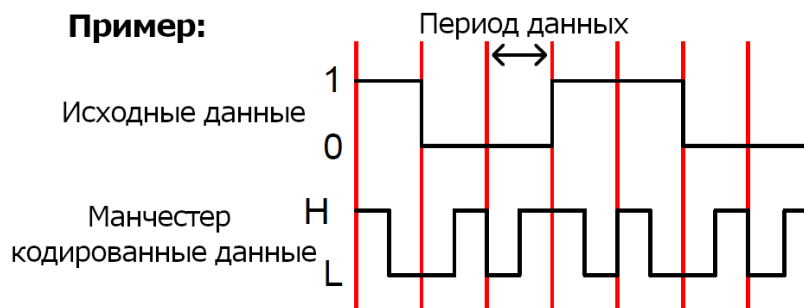 Пример:
Период данных
1
Исходные данные
0
H
Манчестер
кодированные данные
L